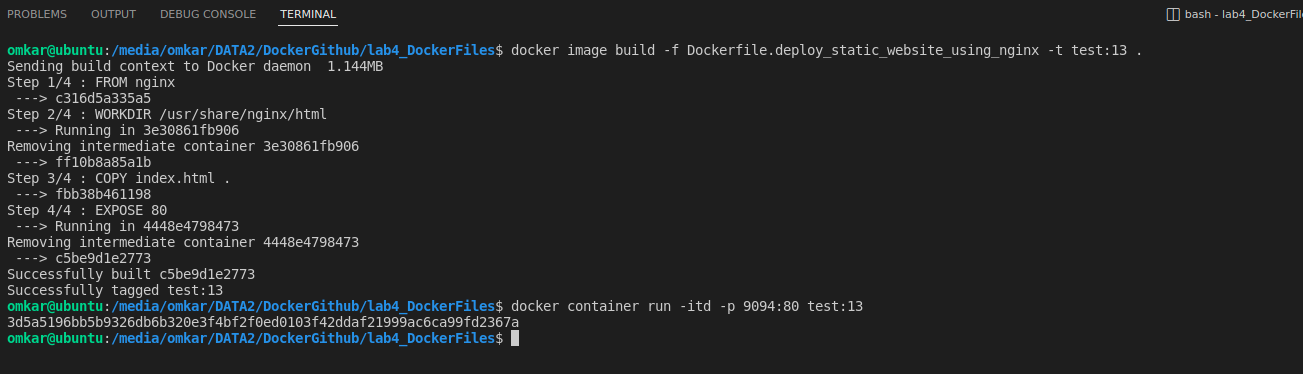 PROBLEMS OUTPUT DEBUG CONSOLE TERMINAL bash - lab4_DockerFil
omkar@ubuntu:/media/omkar/DATA2/DockerGithub/lab4_DockerFiles$ docker image build -f Dockerfile.deploy_static_website_using_nginx -t test:13 .
Sending build context to Docker daemon  1.144MB
Step 1/4 : FROM nginx
 ---> c316d5a335a5
Step 2/4 : WORKDIR /usr/share/nginx/html
 ---> Running in 3e30861fb906
Removing intermediate container 3e30861fb906
 ---> ff10b8a85a1b
Step 3/4 : COPY index.html .
 ---> fbb38b461198
Step 4/4 : EXPOSE 80
 ---> Running in 4448e4798473
Removing intermediate container 4448e4798473
 ---> c5be9d1e2773
Successfully built c5be9d1e2773
Successfully tagged test:13
omkar@ubuntu:/media/omkar/DATA2/DockerGithub/lab4_DockerFiles$ docker container run -itd -p 9094:80 test:13
3d5a5196bb5b9326db6b320e3f4bf2f0ed0103f42ddaf21999ac6ca99fd2367a
omkar@ubuntu:/media/omkar/DATA2/DockerGithub/lab4_DockerFiles$